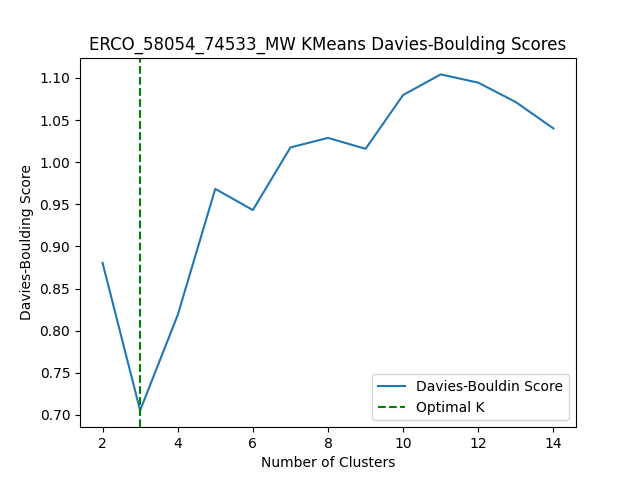 ERCO_58054_74533_MW KMeans Davies-Boulding Scores
1.10
1.05
1.00
0.95
0.90
0.85
0.80
0.75
0.70
Davies-Boulding Score
Davies-Bouldin Score
Optimal K
2 4 6 8 10 12 14
Number of Clusters